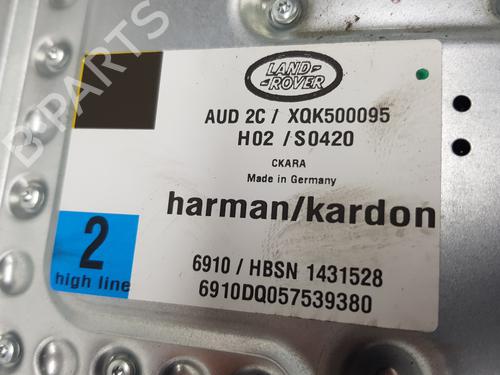 LAND-
-ROVER
AUD 2C / XQK500095
H02 /S0420
CKARA
Made in Germany
harman/kardon
2
high line
6910 / HBSN 1431528
6910DQ057539380
B-PARTS